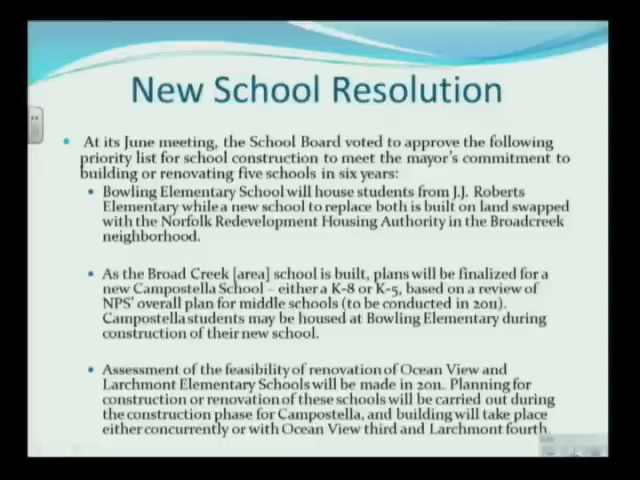 New School Resolution
At its June meeting, the School Board voted to approve the following
priority list for school construction to meet the mayor's commitment to
building or renovating five schools in six years:
Bowling Elementary School will house students from J.J. Roberts
Elementary while a new school to replace both is built on land swapped
with the Norfolk Redevelopment Housing Authority in the Broadcreek
neighborhood.
As the Broad Creek [area] school is built, plans will be finalized for a
new Campostella School – either a K-8 or K-5, based on a review of
NPS' overall plan for middle schools (to be conducted in 2011).
Campostella students may be housed at Bowling Elementary during
construction of their new school.
Assessment of the feasibility of renovation of Ocean View and
Larchmont Elementary Schools will be made in 2011. Planning for
construction or renovation of these schools will be carried out during
the construction phase for Campostella, and building will take place
either concurrently or with Ocean View third and Larchmont fourth.